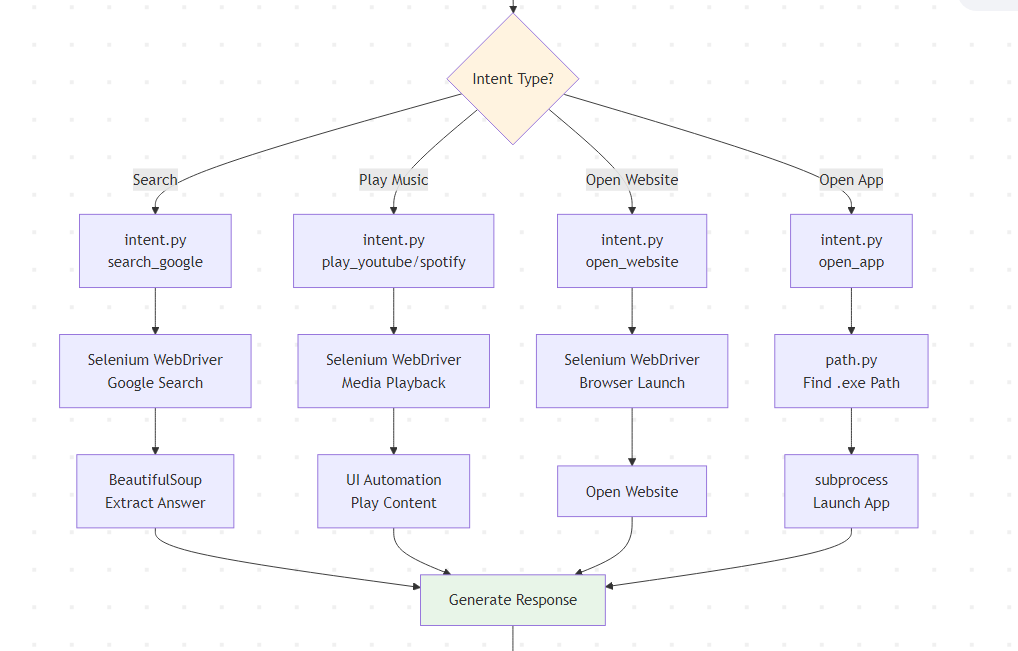 Intent Type?
Search
Play Music
Open Website
Open App
intent.py
search_google
intent.py
play_youtube/spotify
intent.py
open_website
intent.py
open_app
Selenium WebDriver
Google Search
Selenium WebDriver
Media Playback
Selenium WebDriver
Browser Launch
path.py
Find .exe Path
BeautifulSoup
Extract Answer
UI Automation
Play Content
Open Website
subprocess
Launch App
Generate Response